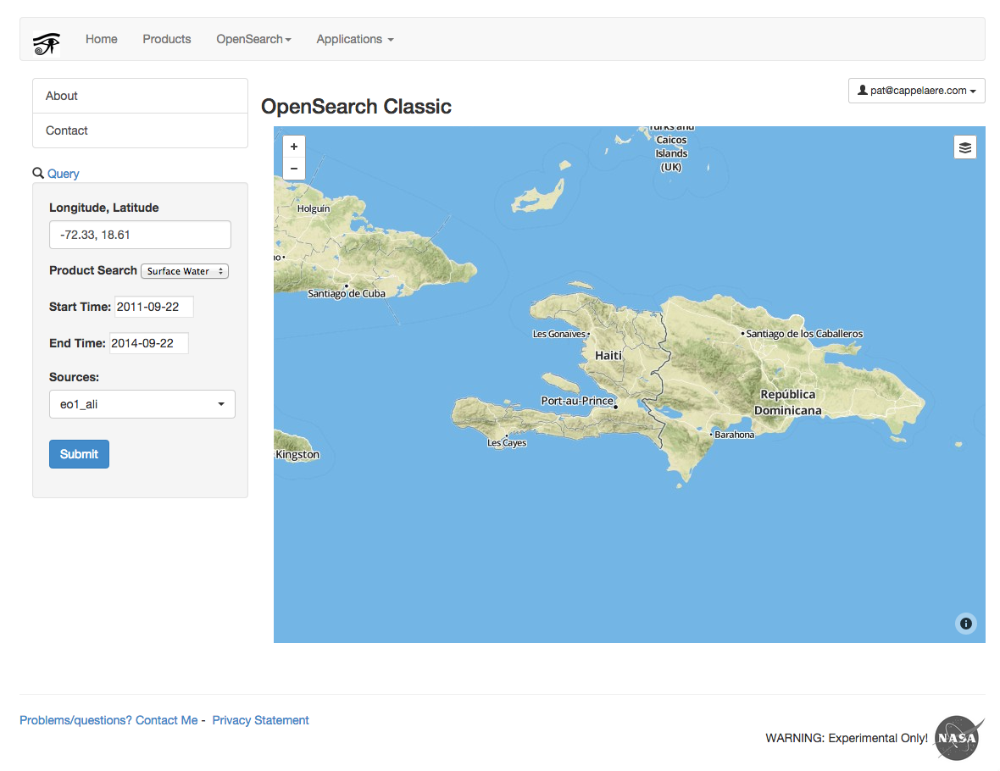 Home Products OpenSearch Applications
About
Contact
pat@cappelaere.com
OpenSearch Classic
Query
Longitude, Latitude
-72.33, 18.61
Product Search Surface Water
Start Time: 2011-09-22
End Time: 2014-09-22
Sources:
eo1_ali
Submit
+
−
Turks and
Caicos
Islands
(UK)
Holguín
Santiago de Cuba
Les Gonaïves
Santiago de los Caballeros
Haiti
República
Dominicana
Port-au-Prince
Barahona
Les Cayes
Kingston
Problems/questions? Contact Me - Privacy Statement
WARNING: Experimental Only!
NASA